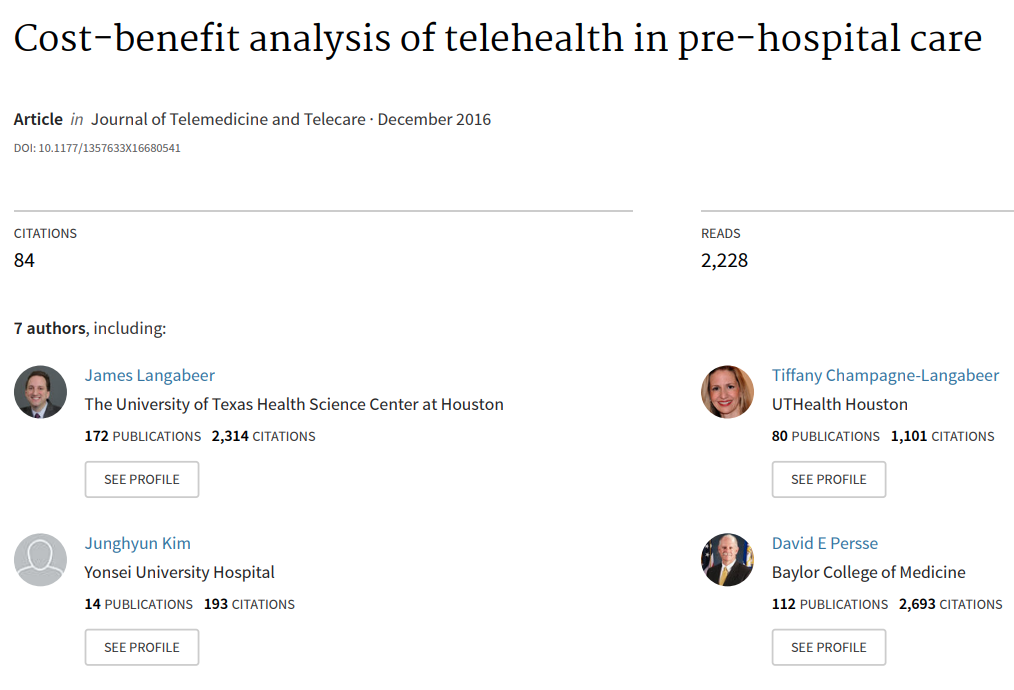 Cost-benefit analysis of telehealth in pre-hospital care
Article in Journal of Telemedicine and Telecare · December 2016
DOI: 10.1177/1357633X16680541
CITATIONS
84
READS
2,228
7 authors, including:
James Langabeer
The University of Texas Health Science Center at Houston
172 PUBLICATIONS 2,314 CITATIONS
SEE PROFILE
Tiffany Champagne-Langabeer
UTHealth Houston
80 PUBLICATIONS 1,101 CITATIONS
SEE PROFILE
Junghyun Kim
Yonsei University Hospital
14 PUBLICATIONS 193 CITATIONS
SEE PROFILE
David E Persse
Baylor College of Medicine
112 PUBLICATIONS 2,693 CITATIONS
SEE PROFILE